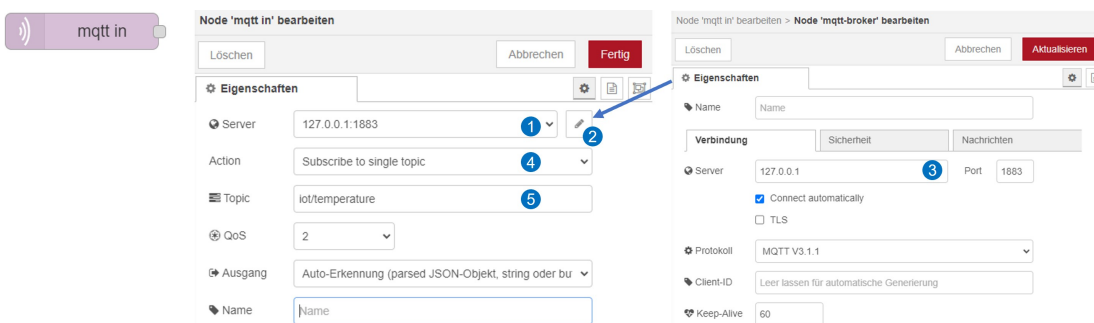 mqtt in
Node 'mqtt in' bearbeiten
Löschen
Abbrechen
Fertig
Eigenschaften
Server
127.0.0.1:1883
1
2
Action
Subscribe to single topic
4
Topic
iot/temperature
5
QoS
2
Ausgang
Auto-Erkennung (parsed JSON-Objekt, string oder bu
Name
Name
Node 'mqtt in' bearbeiten > Node 'mqtt-broker' bearbeiten
Löschen
Abbrechen
Aktualisieren
Eigenschaften
Name
Name
Verbindung
Sicherheit
Nachrichten
Server
127.0.0.1
3
Port
1883
Connect automatically
TLS
Protokoll
MQTT V3.1.1
Client-ID
Leer lassen für automatische Generierung
Keep-Alive
60